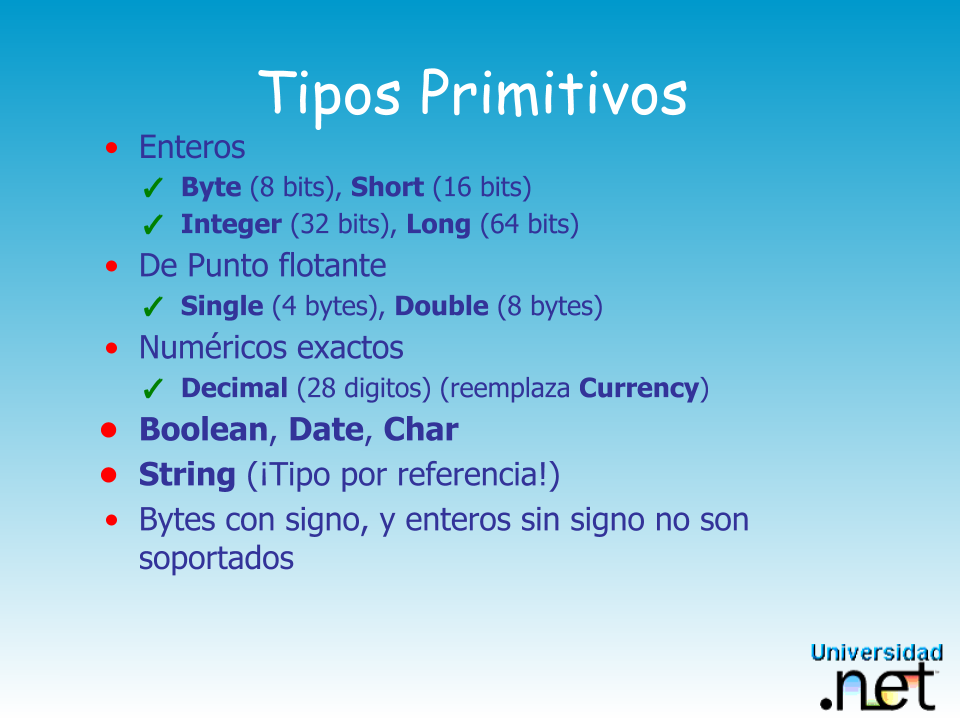 Tipos Primitivos
• Enteros
✓ Byte (8 bits), Short (16 bits)
✓ Integer (32 bits), Long (64 bits)
• De Punto flotante
✓ Single (4 bytes), Double (8 bytes)
• Numéricos exactos
✓ Decimal (28 digitos) (reemplaza Currency)
• Boolean, Date, Char
• String (¡Tipo por referencia!)
• Bytes con signo, y enteros sin signo no son
soportados
Universidad
.net